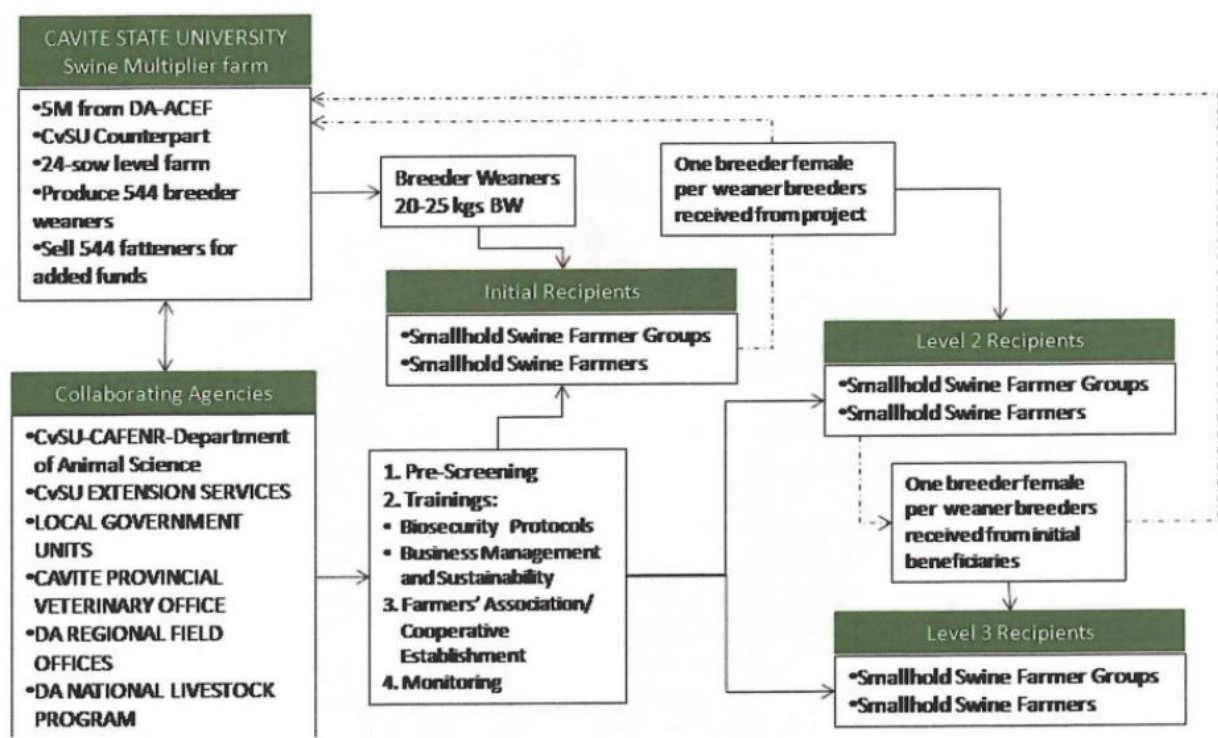 CAVITE STATE UNIVERSITY
Swine Multiplier farm
•5M from DA-ACEF
•CvSU Counterpart
•24-sow level farm
•Produce 544 breeder
weaners
•Sell 544 fatteners for
added funds
Breeder Weaners
20-25 kgs BW
One breeder female
per weaner breeders
received from project
Initial Recipients
•Smallhold Swine Farmer Groups
•Smallhold Swine Farmers
Level 2 Recipients
•Smallhold Swine Farmer Groups
•Smallhold Swine Farmers
Collaborating Agencies
•CvSU-CAFENR-Department
of Animal Science
•CvSU EXTENSION SERVICES
•LOCAL GOVERNMENT
UNITS
•CAVITE PROVINCIAL
VETERINARY OFFICE
•DA REGIONAL FIELD
OFFICES
•DA NATIONAL LIVESTOCK
PROGRAM
1. Pre-Screening
2. Trainings:
• Biosecurity Protocols
• Business Management
and Sustainability
3. Farmers' Association/
Cooperative
Establishment
4. Monitoring
One breeder female
per weaner breeders
received from initial
beneficiaries
Level 3 Recipients
•Smallhold Swine Farmer Groups
•Smallhold Swine Farmers